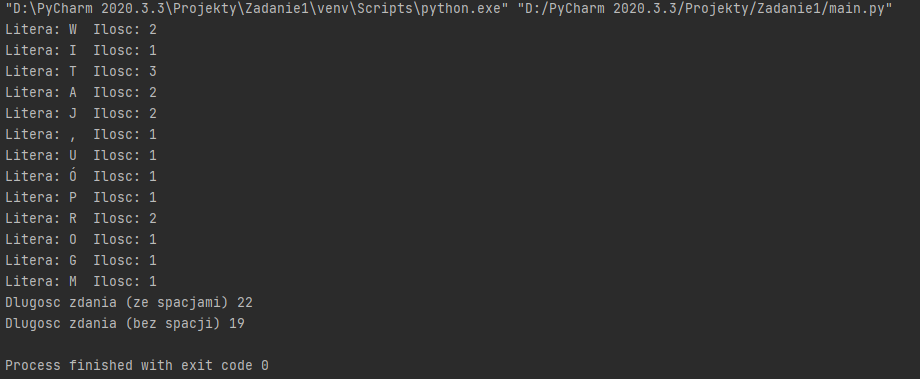 "D:\PyCharm 2020.3.3\Projekty\Zadanie1\venv\Scripts\python.exe" "D:/PyCharm 2020.3.3/Projekty/Zadanie1/main.py"
Litera: W  Ilosc: 2
Litera: I  Ilosc: 1
Litera: T  Ilosc: 3
Litera: A  Ilosc: 2
Litera: J  Ilosc: 2
Litera: ,  Ilosc: 1
Litera: U  Ilosc: 1
Litera: Ó  Ilosc: 1
Litera: P  Ilosc: 1
Litera: R  Ilosc: 2
Litera: O  Ilosc: 1
Litera: G  Ilosc: 1
Litera: M  Ilosc: 1
Dlugosc zdania (ze spacjami) 22
Dlugosc zdania (bez spacji) 19
Process finished with exit code 0